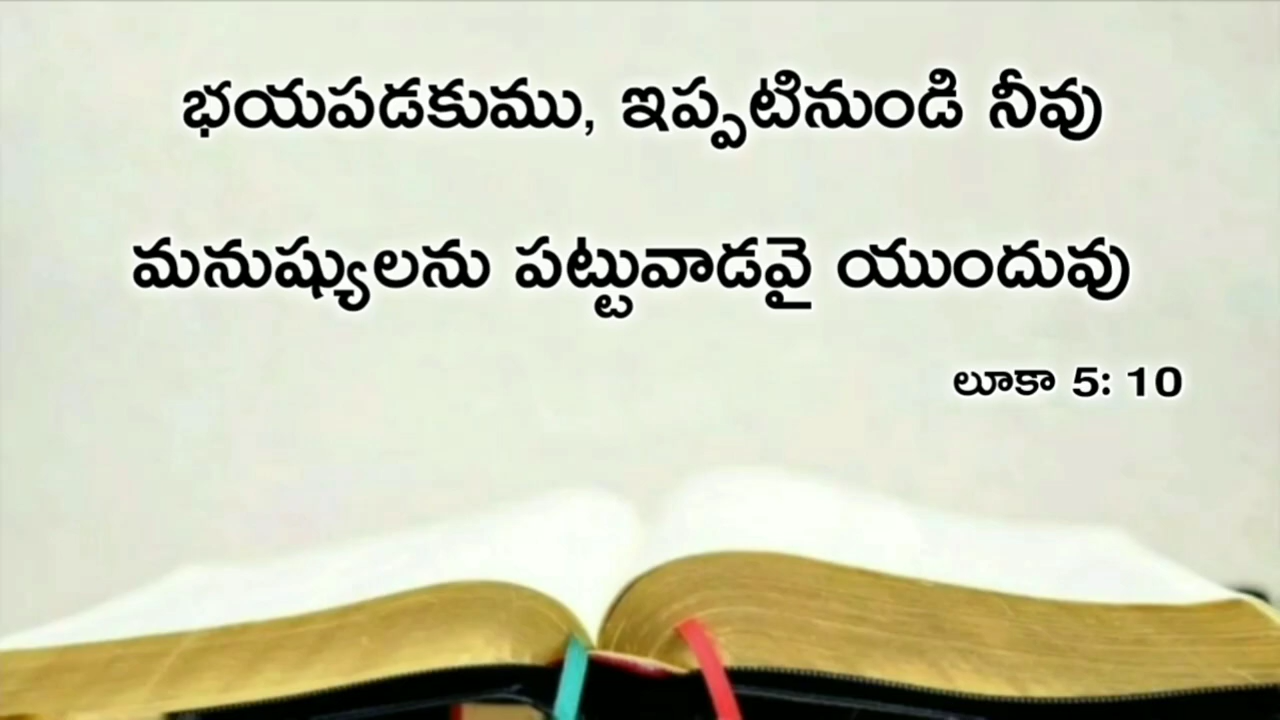 భయపడకుము, ఇప్పటినుండి నీవు
మనుష్యులను పట్టువాడవై యుందువు
లూకా 5: 10